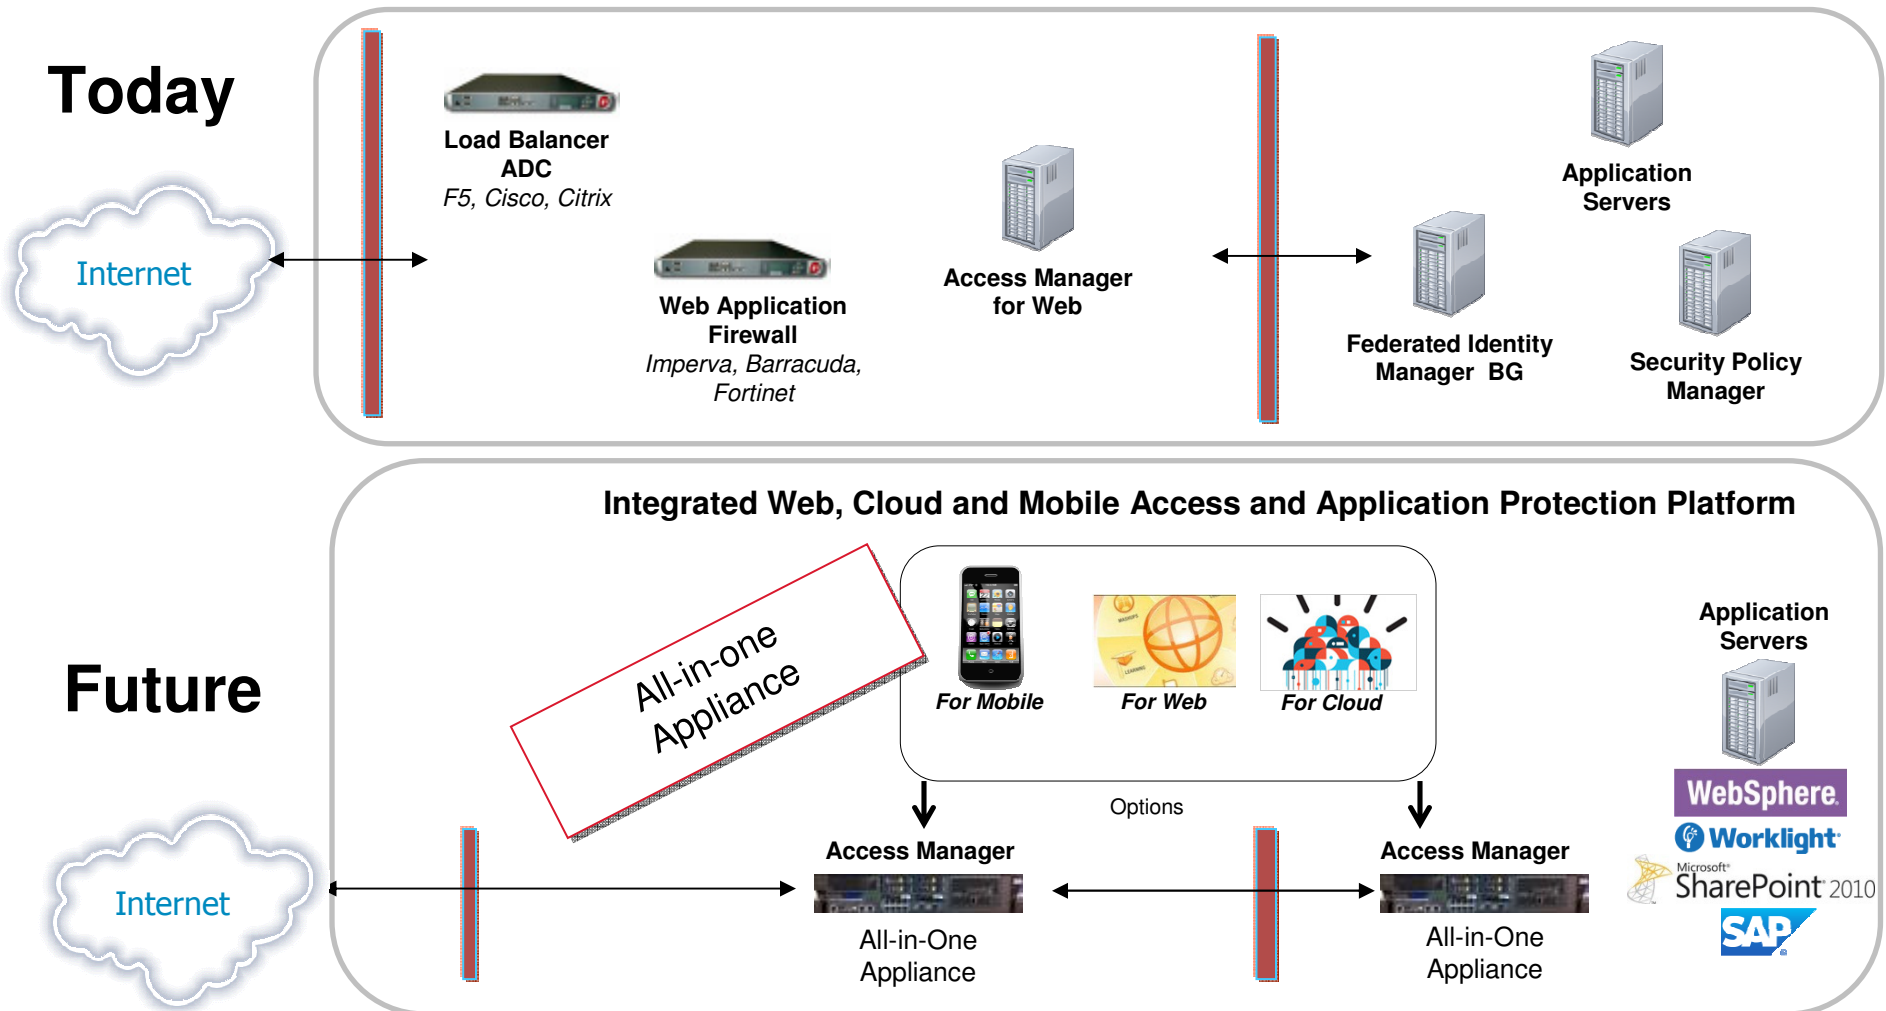 Today
Internet
Load Balancer
ADC
F5, Cisco, Citrix
Web Application
Firewall
Imperva, Barracuda,
Fortinet
Access Manager
for Web
Application
Servers
Federated Identity
Manager BG
Security Policy
Manager
Future
Internet
Integrated Web, Cloud and Mobile Access and Application Protection Platform
All-in-one
Appliance
For Mobile
For Web
For Cloud
Options
Access Manager
All-in-One
Appliance
Access Manager
All-in-One
Appliance
Application
Servers
WebSphere.
Worklight
Microsoft
SharePoint 2010
SAP